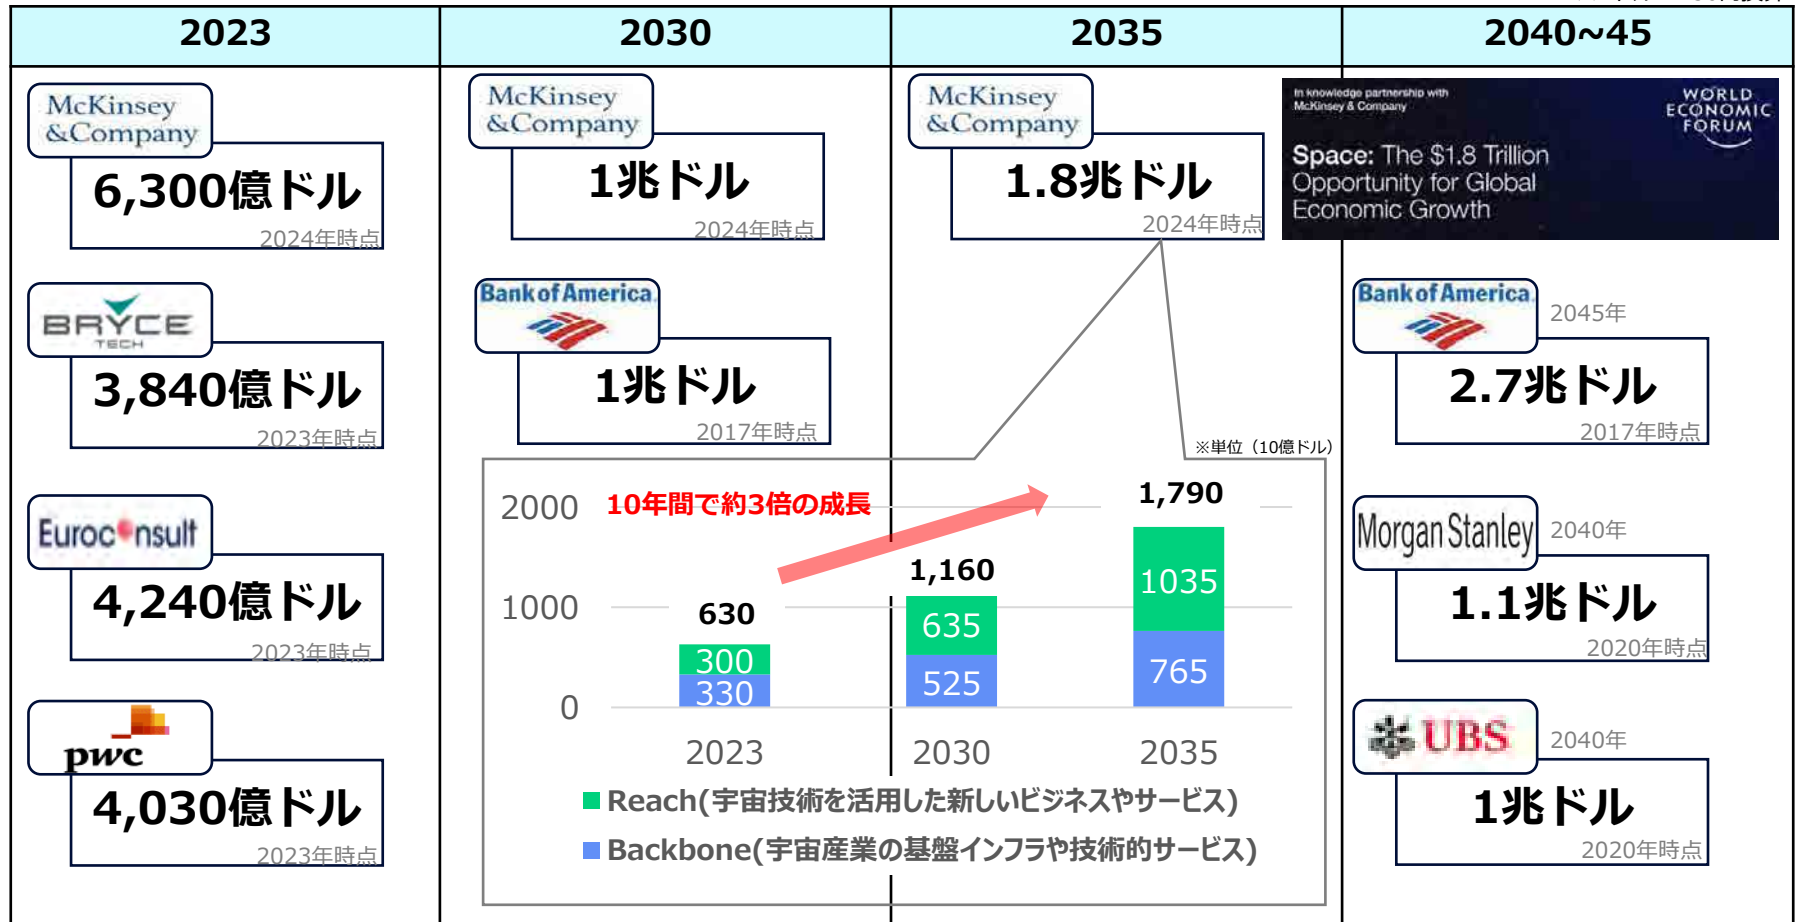 2023
2030
2035
2040~45
McKinsey
&Company
6,300億ドル
2024年時点
BRYCE
TECH
3,840億ドル
2023年時点
Euroconsult
4,240億ドル
2023年時点
pwc
4,030億ドル
2023年時点
McKinsey
&Company
1兆ドル
2024年時点
Bank of America
1兆ドル
2017年時点
McKinsey
&Company
1.8兆ドル
2024年時点
In knowledge partnership with
McKinsey & Company
WORLD
ECONOMIC
FORUM
Space: The $1.8 Trillion
Opportunity for Global
Economic Growth
Bank of America
2045年
2.7兆ドル
2017年時点
Morgan Stanley
2040年
1.1兆ドル
2020年時点
UBS
2040年
1兆ドル
2020年時点
※単位（10億ドル）
10年間で約3倍の成長
2000
1000
0
630
300
330
1,160
635
525
1,790
1035
765
2023
2030
2035
Reach(宇宙技術を活用した新しいビジネスやサービス)
Backbone(宇宙産業の基盤インフラや技術的サービス)